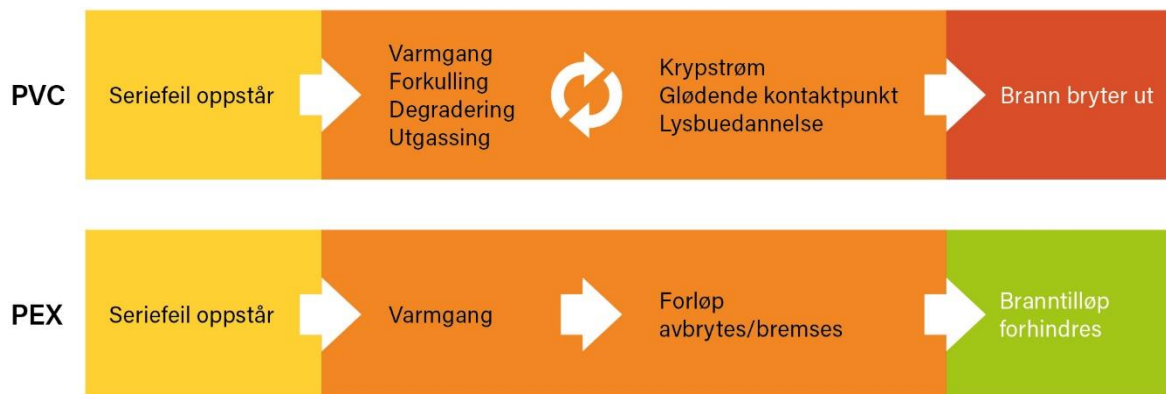 PVC
Seriefeil oppstår
Varmgang
Forkulling
Degradering
Utgassing
Krypstrøm
Glødende kontaktpunkt
Lysbuedannelse
Brann bryter ut
PEX
Seriefeil oppstår
Varmgang
Forløp
avbrytes/bremses
Branntilløp
forhindres